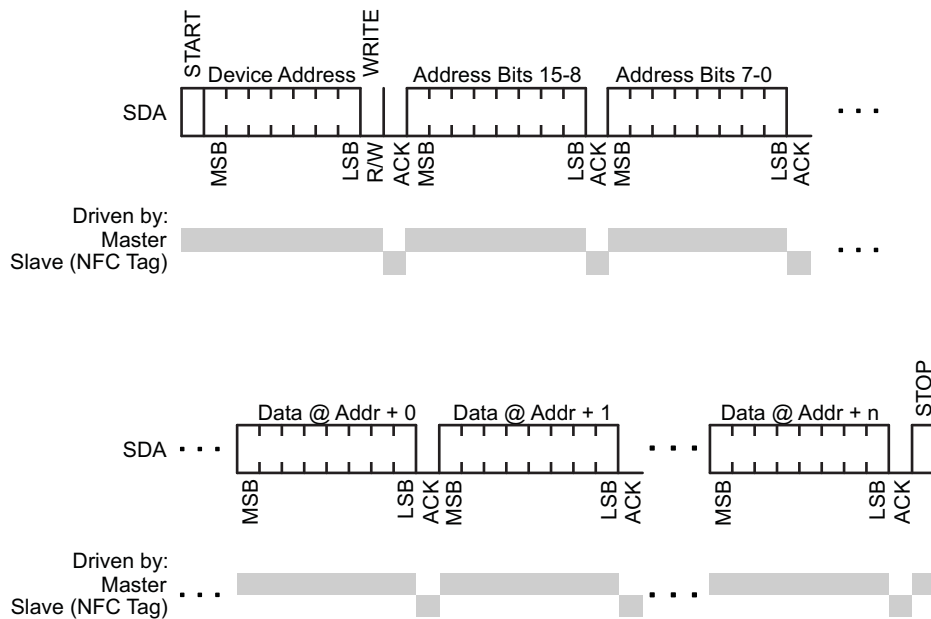 START
WRITE
Device Address
Address Bits 15-8
Address Bits 7-0
SDA
. . .
MSB
LSB
R/W
ACK
MSB
LSB
ACK
MSB
LSB
ACK
Driven by:
Master
Slave (NFC Tag)
. . .
STOP
Data @ Addr + 0
Data @ Addr + 1
Data @ Addr + n
SDA
. . .
. . .
MSB
LSB
ACK
MSB
LSB
ACK
MSB
LSB
ACK
Driven by:
Master
Slave (NFC Tag)
. . .
. . .